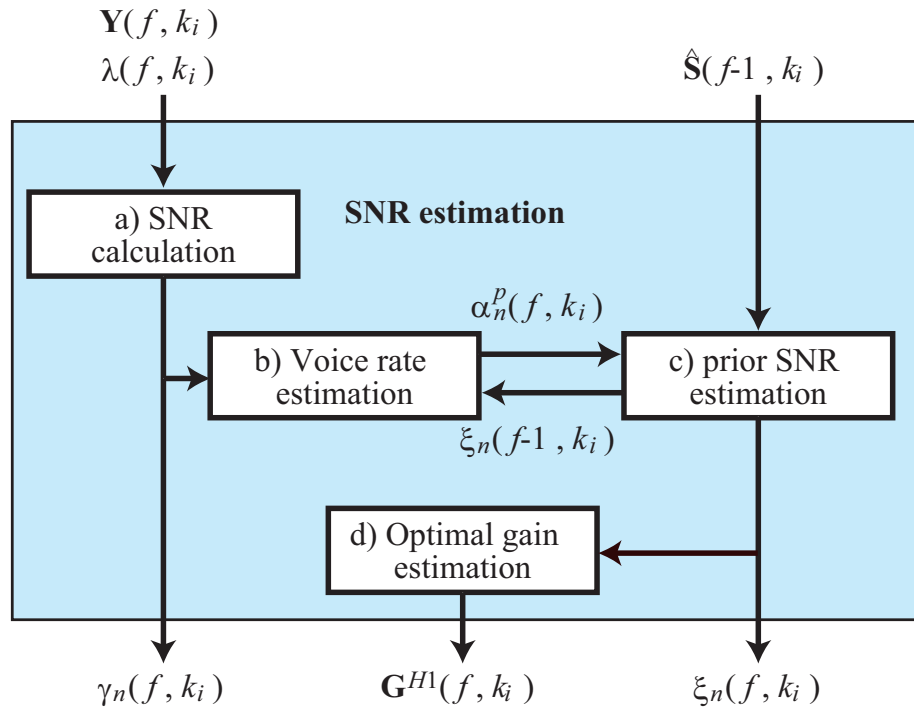 Y(f, k_i)
λ(f, k_i)
Ŝ(f-1, k_i)
a) SNR
calculation
SNR estimation
α_n^p(f, k_i)
b) Voice rate
estimation
c) prior SNR
estimation
ξ_n(f-1, k_i)
d) Optimal gain
estimation
γ_n(f, k_i)
G^{H1}(f, k_i)
ξ_n(f, k_i)